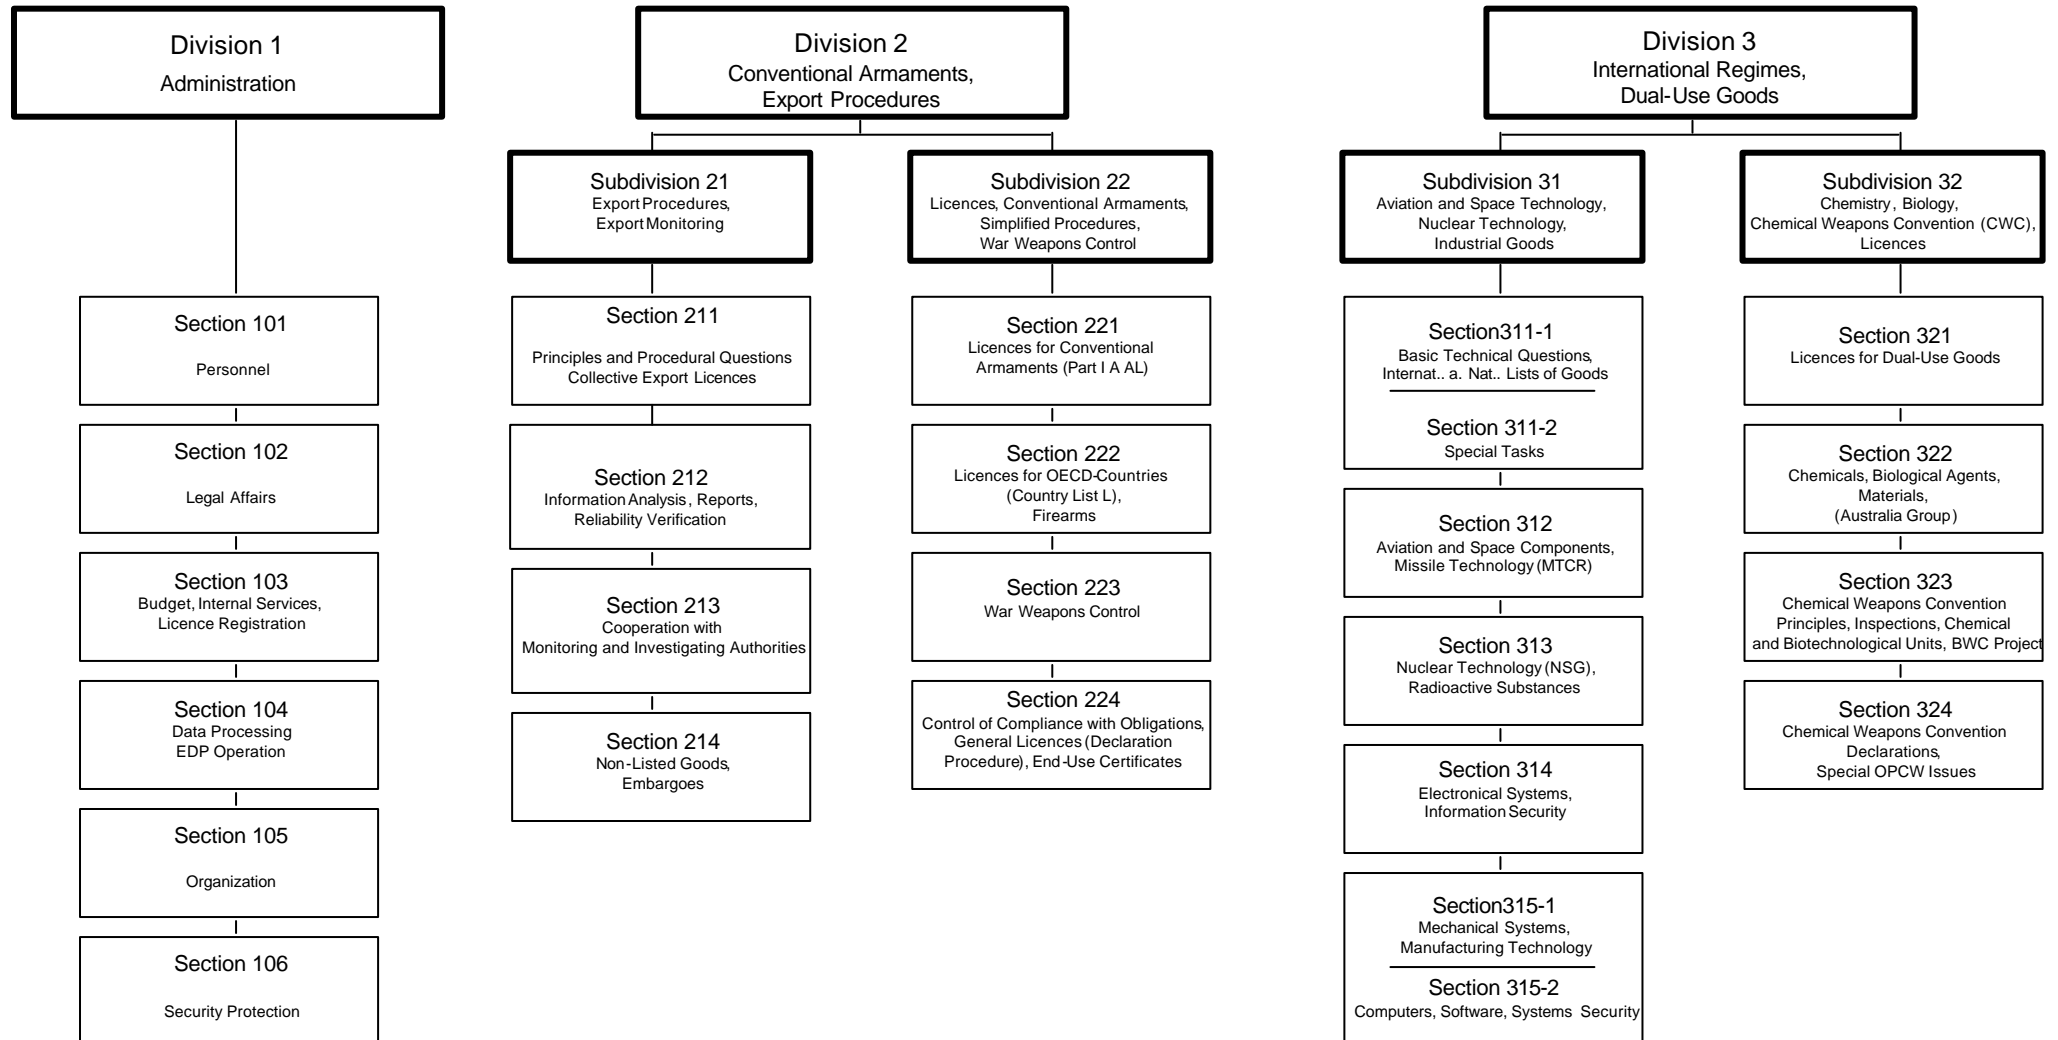 Division 1
Administration
Division 2
Conventional Armaments,
Export Procedures
Division 3
International Regimes,
Dual-Use Goods
Subdivision 21
Export Procedures,
Export Monitoring
Subdivision 22
Licences, Conventional Armaments,
Simplified Procedures,
War Weapons Control
Subdivision 31
Aviation and Space Technology,
Nuclear Technology,
Industrial Goods
Subdivision 32
Chemistry, Biology,
Chemical Weapons Convention (CWC),
Licences
Section 101
Personnel
Section 102
Legal Affairs
Section 103
Budget, Internal Services,
Licence Registration
Section 104
Data Processing
EDP Operation
Section 105
Organization
Section 106
Security Protection
Section 211
Principles and Procedural Questions
Collective Export Licences
Section 212
Information Analysis, Reports,
Reliability Verification
Section 213
Cooperation with
Monitoring and Investigating Authorities
Section 214
Non-Listed Goods,
Embargoes
Section 221
Licences for Conventional
Armaments (Part I A AL)
Section 222
Licences for OECD-Countries
(Country List L),
Firearms
Section 223
War Weapons Control
Section 224
Control of Compliance with Obligations,
General Licences (Declaration
Procedure), End-Use Certificates
Section311-1
Basic Technical Questions,
Internat.. a. Nat.. Lists of Goods
Section 311-2
Special Tasks
Section 312
Aviation and Space Components,
Missile Technology (MTCR)
Section 313
Nuclear Technology (NSG),
Radioactive Substances
Section 314
Electronical Systems,
Information Security
Section315-1
Mechanical Systems,
Manufacturing Technology
Section 315-2
Computers, Software, Systems Security
Section 321
Licences for Dual-Use Goods
Section 322
Chemicals, Biological Agents,
Materials,
(Australia Group)
Section 323
Chemical Weapons Convention
Principles, Inspections, Chemical
and Biotechnological Units, BWC Project
Section 324
Chemical Weapons Convention
Declarations,
Special OPCW Issues